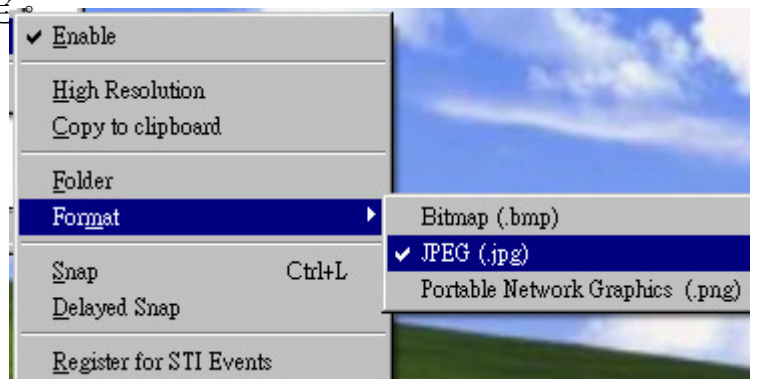 Enable
High Resolution
Copy to clipboard
Folder
Format
Bitmap (.bmp)
JPEG (.jpg)
Portable Network Graphics (.png)
Snap Ctrl+L
Delayed Snap
Register for STI Events